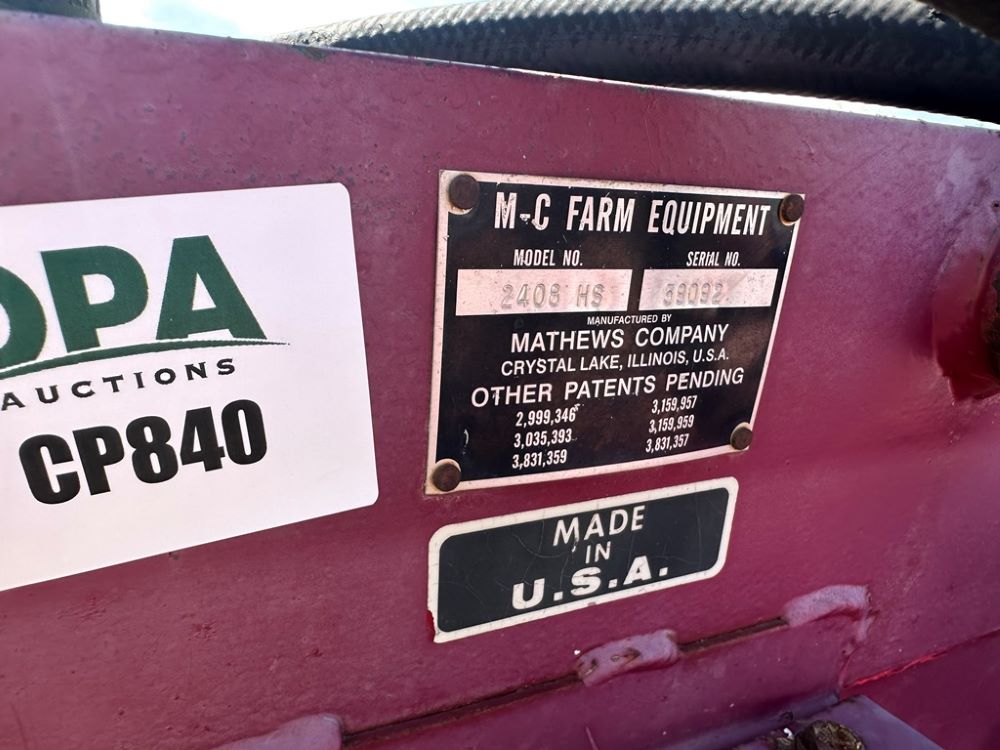 OPA
AUCTIONS
CP840
M-C FARM EQUIPMENT
MODEL NO. SERIAL NO.
2408 HS 39092
MANUFACTURED BY
MATHEWS COMPANY
CRYSTAL LAKE, ILLINOIS, U.S.A.
OTHER PATENTS PENDING
2,999,346 3,159,957
3,035,393 3,159,959
3,831,359 3,831,357
MADE
IN
U.S.A.